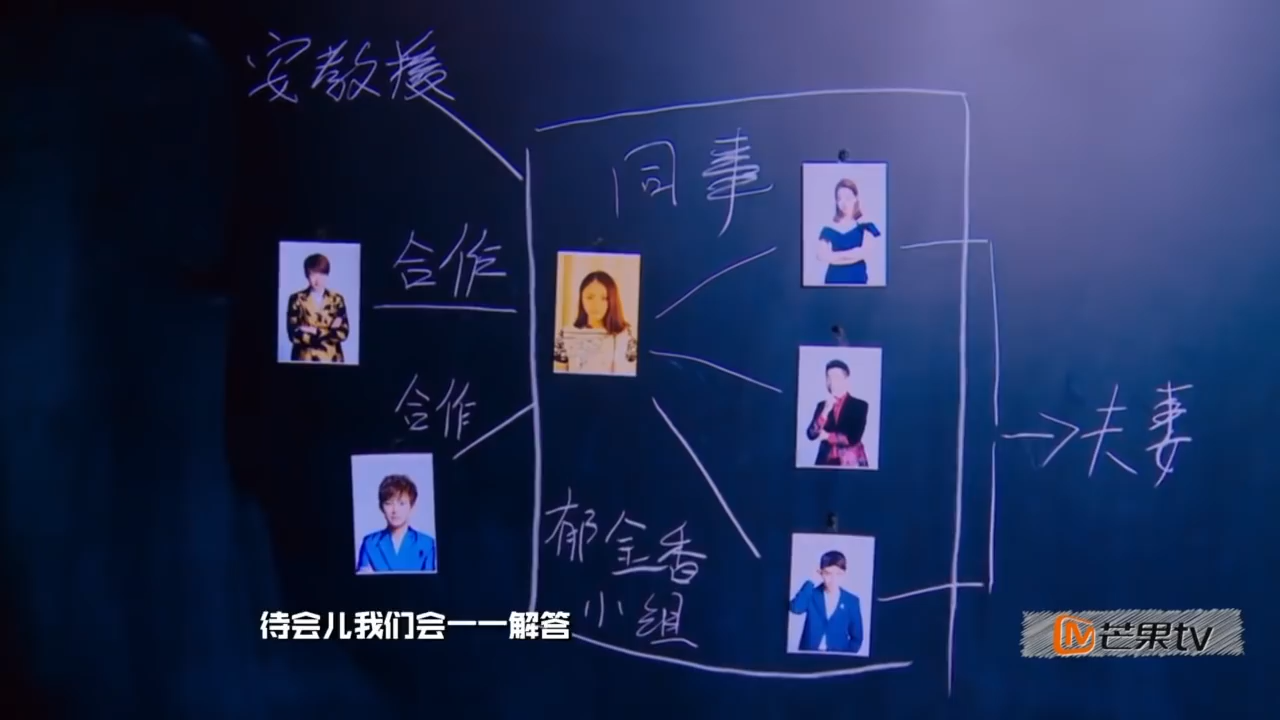 安教授
同事
合作
合作
夫妻
郁金香
小组
待会儿我们会一一解答
芒果tv